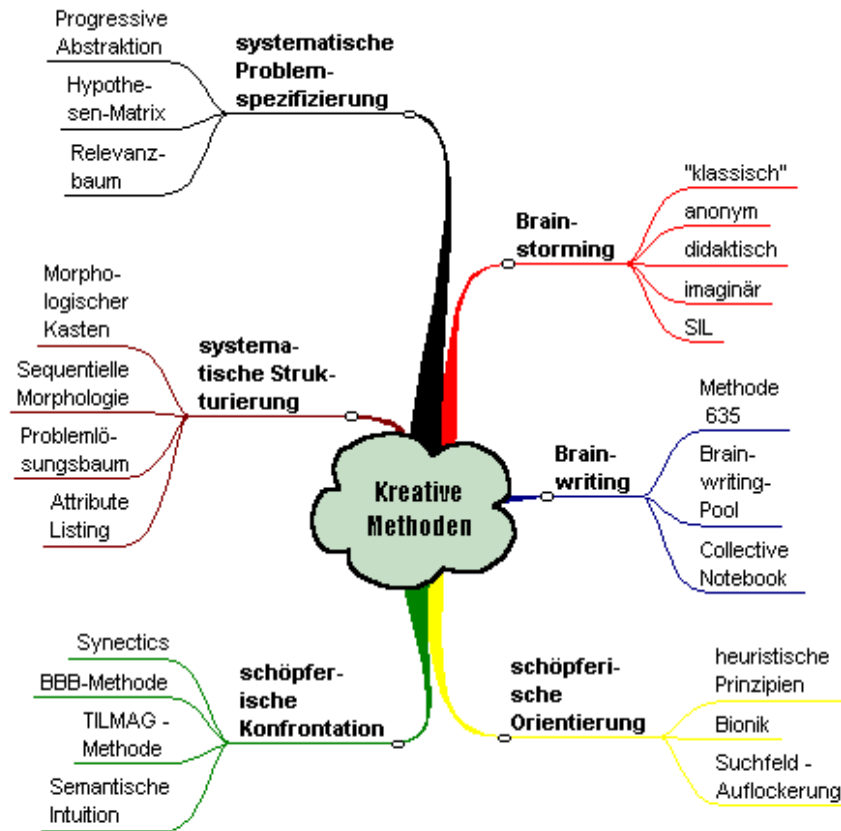 Kreative
Methoden
systematische
Problem-
spezifizierung
Progressive
Abstraktion
Hypothe-
sen-Matrix
Relevanz-
baum
Brain-
storming
"klassisch"
anonym
didaktisch
imaginär
SIL
systema-
tische Struk-
turierung
Morpho-
logischer
Kasten
Sequentielle
Morphologie
Problemlö-
sungsbaum
Attribute
Listing
Brain-
writing
Methode
635
Brain-
writing-
Pool
Collective
Notebook
schöpfer-
ische
Konfrontation
Synectics
BBB-Methode
TILMAG -
Methode
Semantische
Intuition
schöpferi-
sche
Orientierung
heuristische
Prinzipien
Bionik
Suchfeld -
Auflockerung